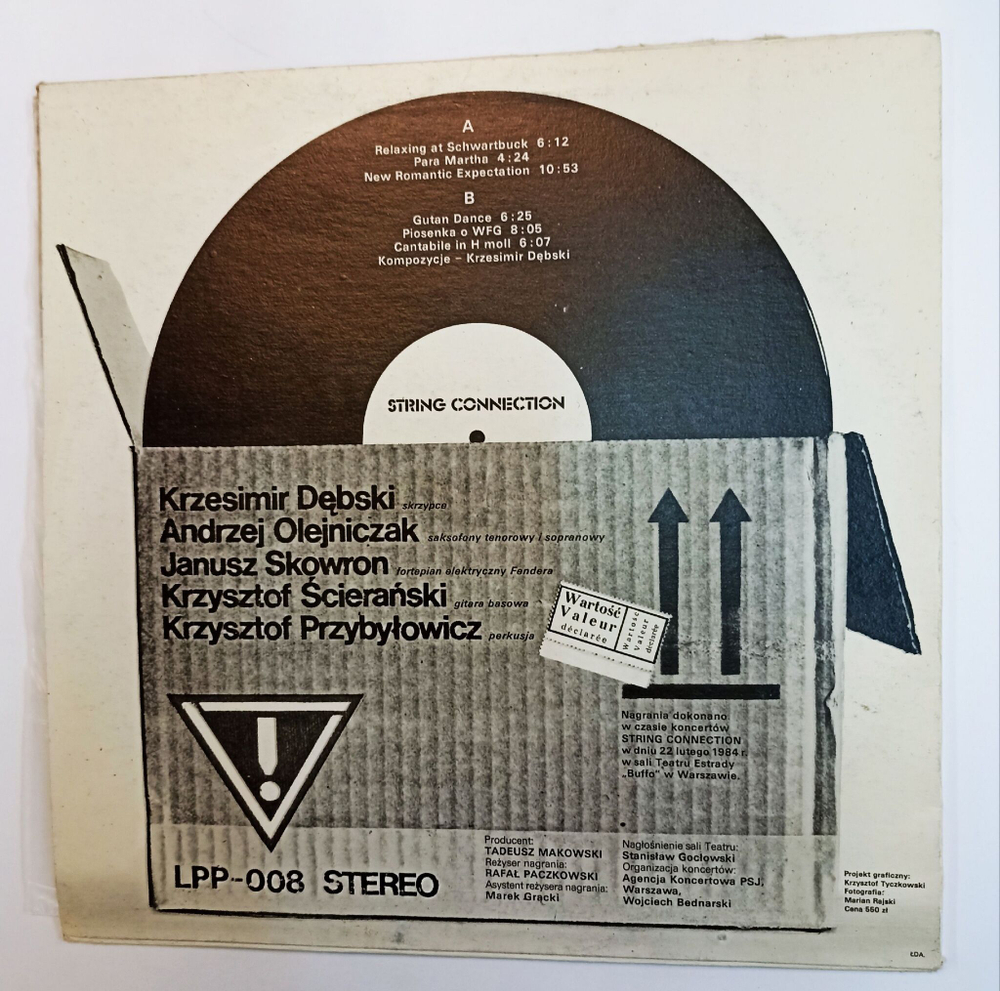 A
Relaxing at Schwartbuck 6:12
Para Martha 4:24
New Romantic Expectation 10:53
B
Gutan Dance 6:25
Piosenka o WFG 8:05
Cantabile in H moll 6:07
Kompozycje – Krzesimir Dębski
STRING CONNECTION
Krzesimir Dębski skrzypce
Andrzej Olejniczak saksofony tenorowy i sopranowy
Janusz Skowron fortepian elektryczny Fendera
Krzysztof Ścierański gitara basowa
Krzysztof Przybyłowicz perkusja
Wartość
Valeur
déclarée
Wartość
Valeur
déclarée
!
Nagrania dokonano
w czasie koncertów
STRING CONNECTION
w dniu 22 lutego 1984 r.
w sali Teatru Estrady
„Buffo” w Warszawie.
LPP-008 STEREO
Producent:
TADEUSZ MAKOWSKI
Reżyser nagrania:
RAFAŁ PACZKOWSKI
Asystent reżysera nagrania:
Marek Grącki
Nagłośnienie sali Teatru:
Stanisław Gocłowski
Organizacja koncertów:
Agencja Koncertowa PSJ,
Warszawa,
Wojciech Bednarski
Projekt graficzny:
Krzysztof Tyczkowski
Fotografia:
Marian Rajski
Cena 550 zł
ŁDA.